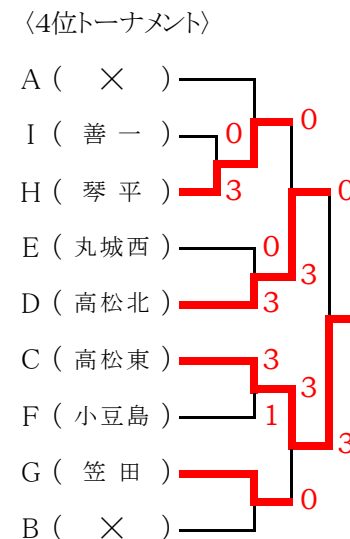 〈4位トーナメント〉
A ( × )
0
I ( 善 一 )
0
H ( 琴 平 )
3
0
E ( 丸城西 )
0
3
D ( 高松北 )
3
C ( 高松東 )
3
3
F ( 小豆島 )
1
3
G ( 笠 田 )
0
B ( × )